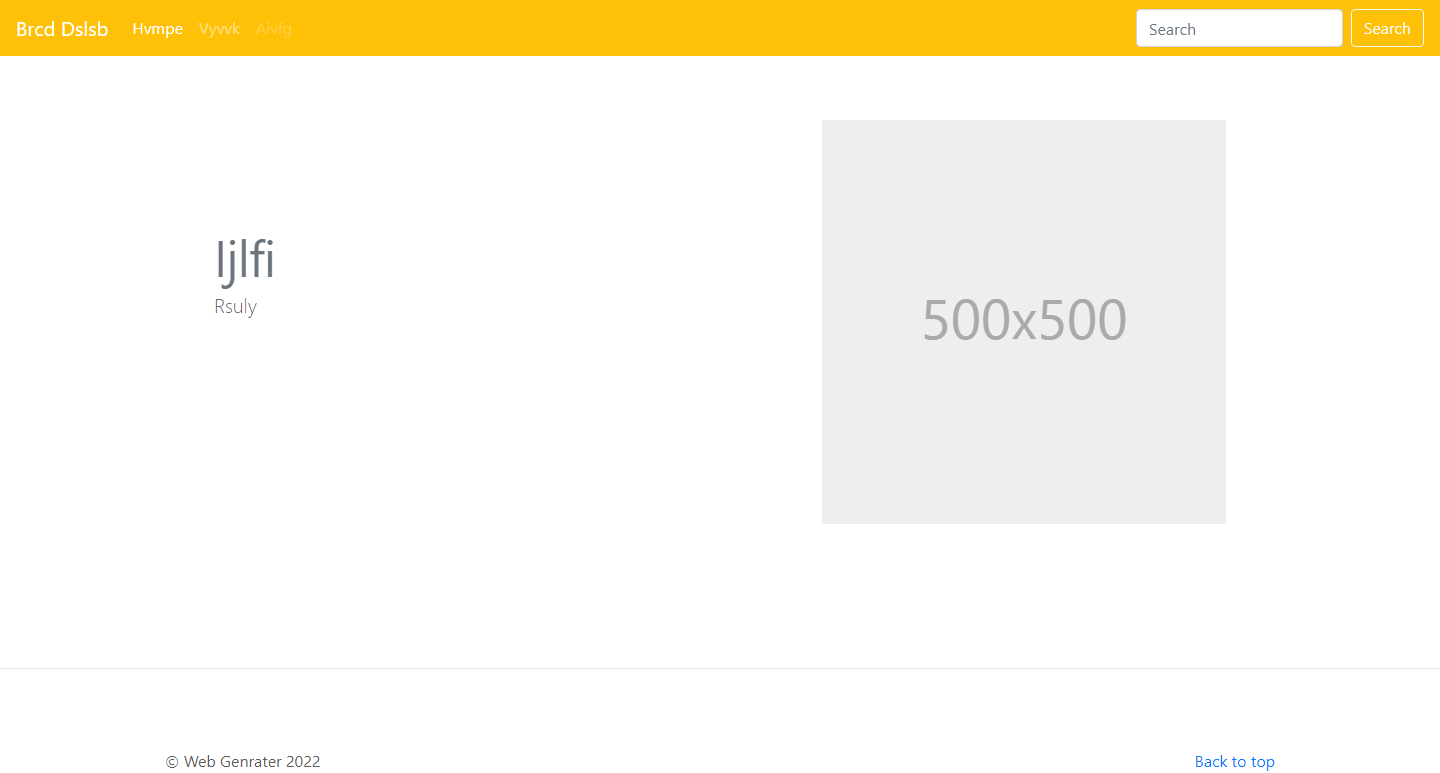 Brcd Dslsb Hvmpe Vyvvk Aivfg Search Search
Ijlfi
Rsuly
500x500
© Web Genrater 2022 Back to top